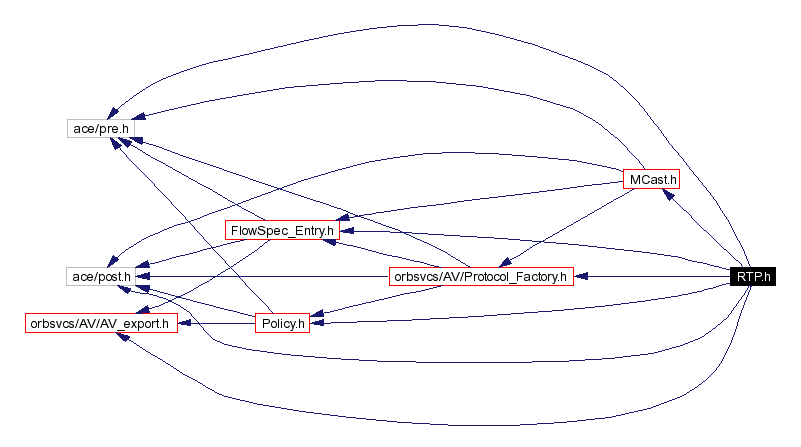 ace/pre.h
MCast.h
FlowSpec_Entry.h
ace/post.h
orbsvcs/AV/Protocol_Factory.h
RTP.h
orbsvcs/AV/AV_export.h
Policy.h